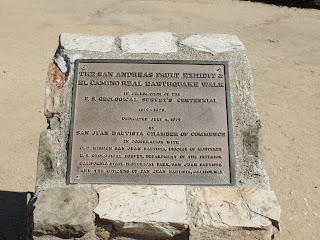 THE SAN ANDREAS FAULT EXHIBIT &
EL CAMINO REAL EARTHQUAKE WALK
IN CELEBRATION OF THE
U. S. GEOLOGICAL SURVEY'S CENTENNIAL
1879-1979
DEDICATED JULY 4, 1979
BY
SAN JUAN BAUTISTA CHAMBER OF COMMERCE
IN COOPERATION WITH
OLD MISSION SAN JUAN BAUTISTA, DIOCESE OF MONTEREY
U. S. GEOLOGICAL SURVEY, DEPARTMENT OF THE INTERIOR
CALIFORNIA STATE HISTORICAL PARK, SAN JUAN BAUTISTA
AND THE CITIZENS OF SAN JUAN BAUTISTA, CALIFORNIA